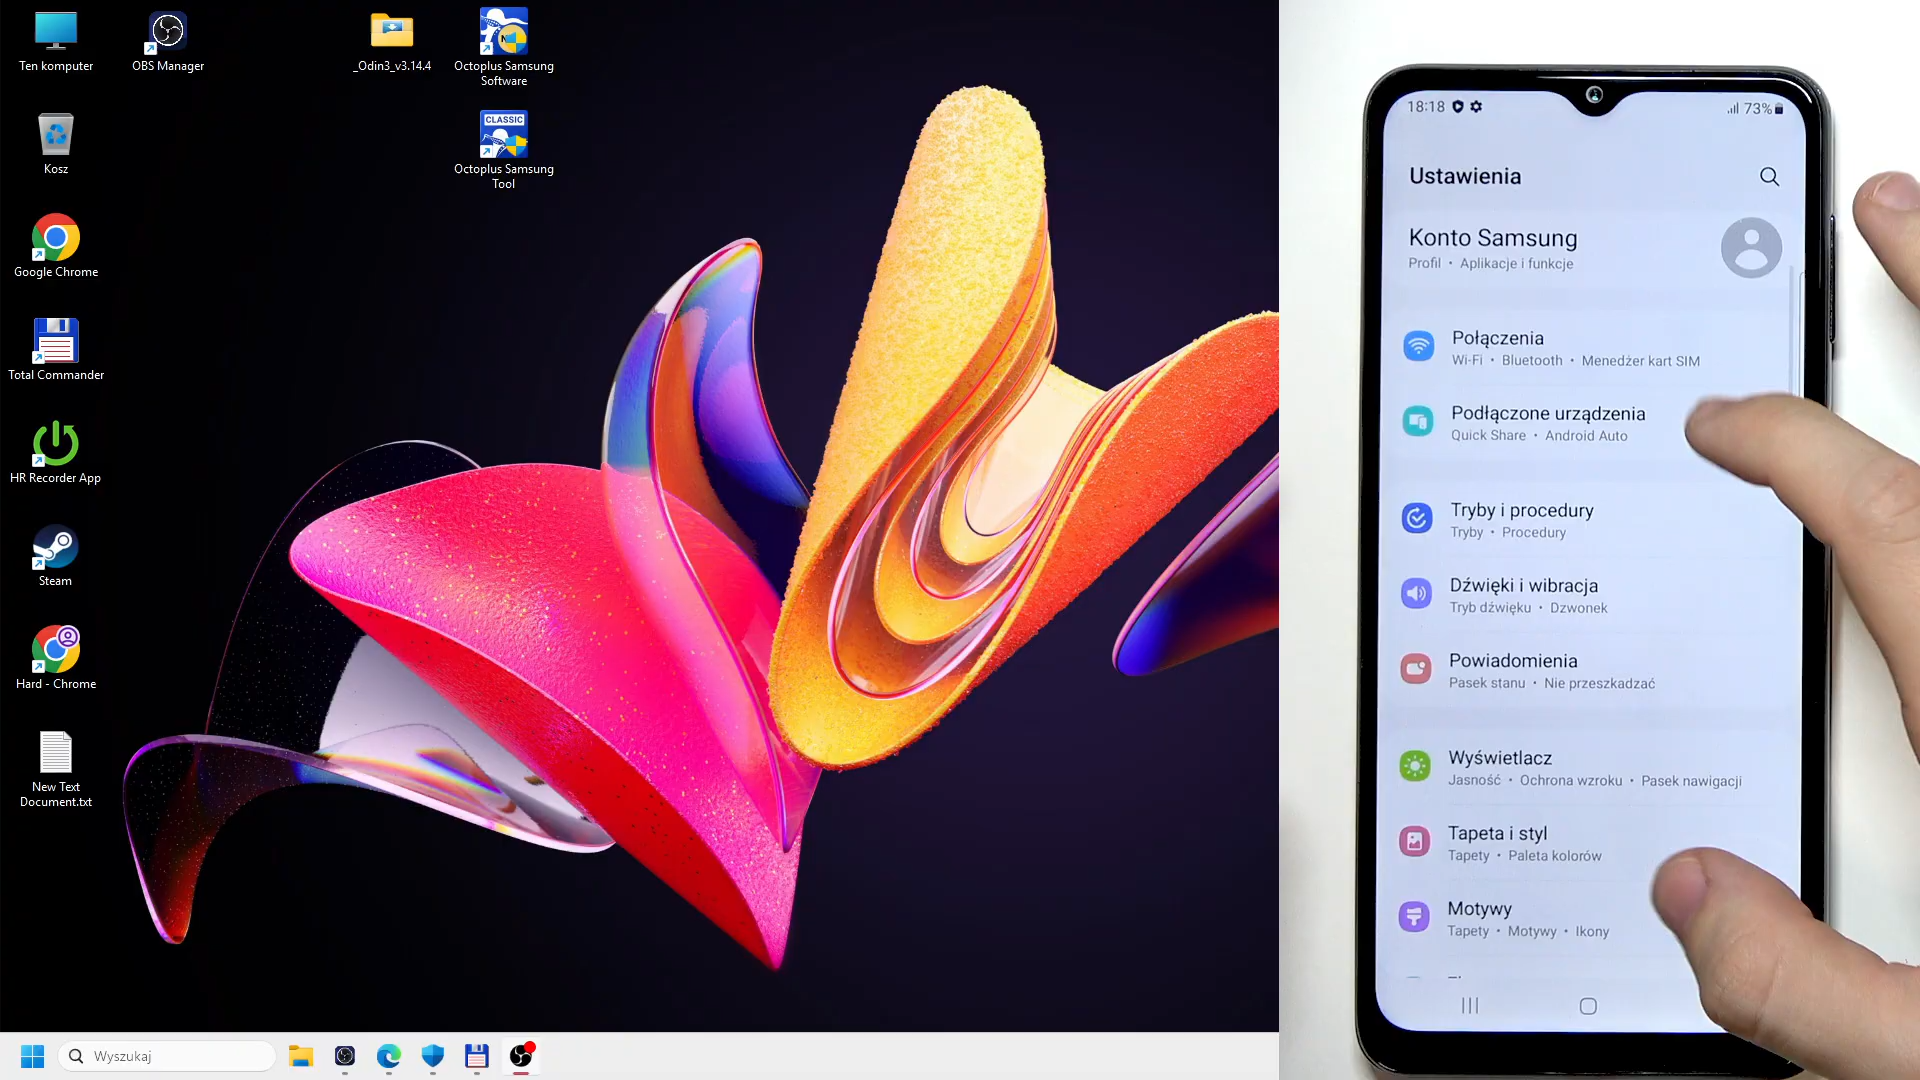 Ten komputer
OBS Manager
_Odin3_v3.14.4
Octoplus Samsung
Software
CLASSIC
Octoplus Samsung
Tool
Kosz
Google Chrome
Total Commander
HR Recorder App
Steam
Hard - Chrome
New Text
Document.txt
Wyszukaj
18:18
73%
Ustawienia
Konto Samsung
Profil • Aplikacje i funkcje
Połączenia
Wi-Fi • Bluetooth • Menedżer kart SIM
Podłączone urządzenia
Quick Share • Android Auto
Tryby i procedury
Tryby • Procedury
Dźwięki i wibracja
Tryb dźwięku • Dzwonek
Powiadomienia
Pasek stanu • Nie przeszkadzać
Wyświetlacz
Jasność • Ochrona wzroku • Pasek nawigacji
Tapeta i styl
Tapety • Paleta kolorów
Motywy
Tapety • Motywy • Ikony